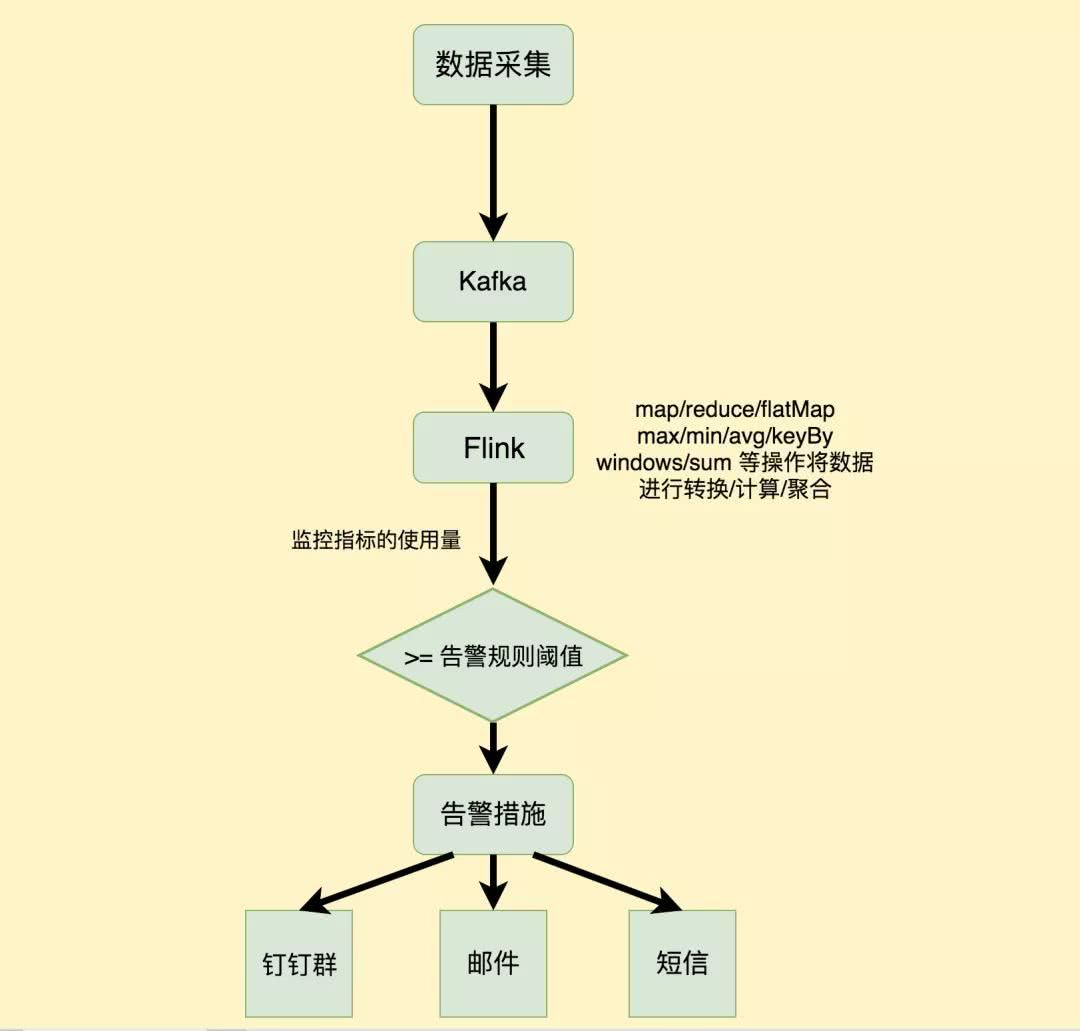 数据采集
Kafka
Flink
map/reduce/flatMap
max/min/avg/keyBy
windows/sum 等操作将数据
进行转换/计算/聚合
监控指标的使用量
>= 告警规则阈值
告警措施
钉钉群
邮件
短信